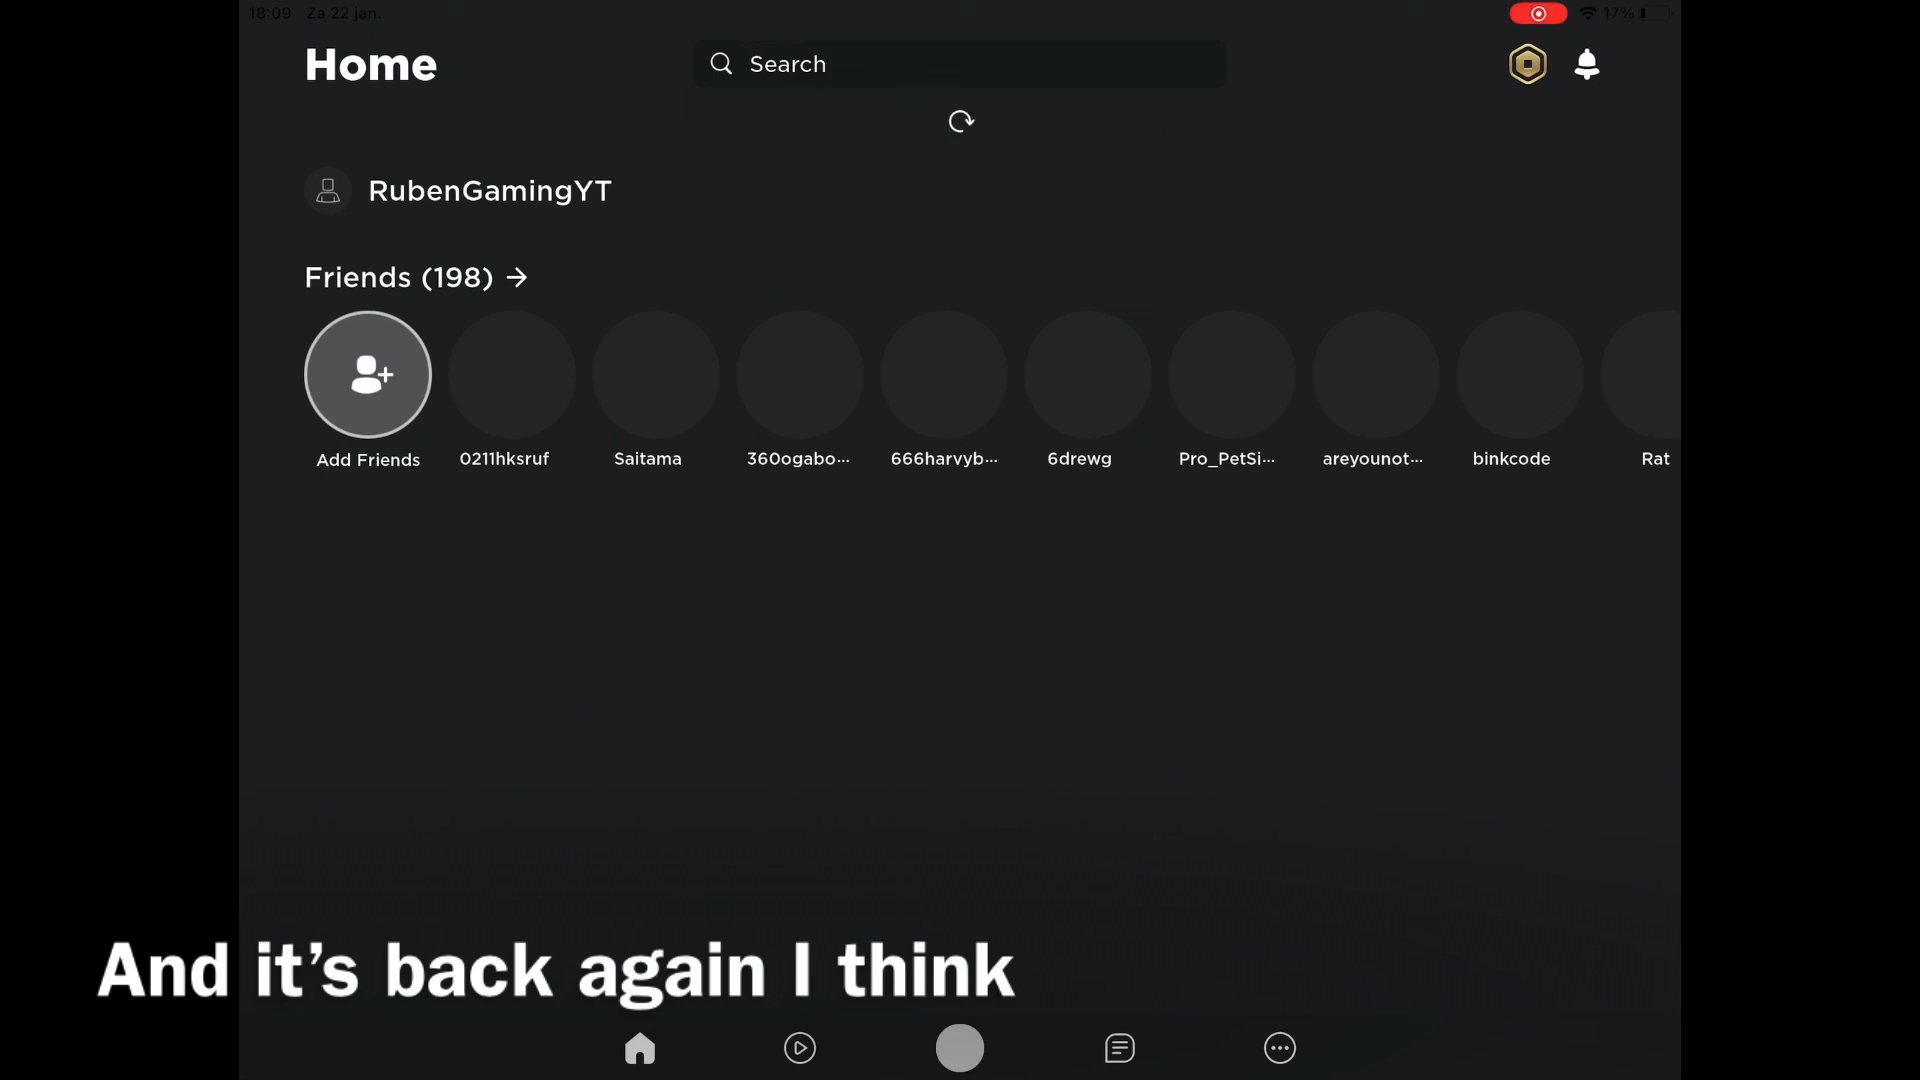 18:09 Za 22 jan. 17%
Home
Search
RubenGamingYT
Friends (198)
Add Friends 0211hksruf Saitama 360ogabo... 666harvyb... 6drewg Pro_PetSi... areyounot... binkcode Rat
And it's back again I think